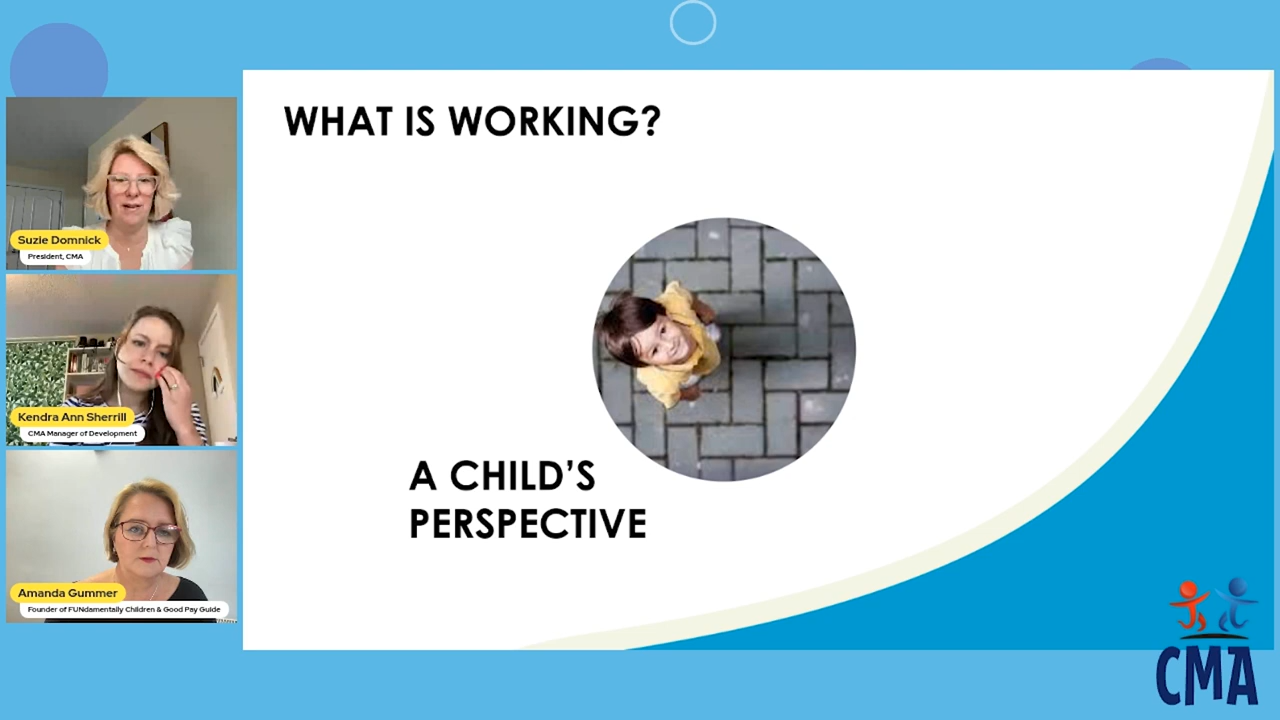 WHAT IS WORKING?
Suzie Domnick
President, CMA
Kendra Ann Sherrill
CMA Manager of Development
A CHILD’S
PERSPECTIVE
Amanda Gummer
Founder of FUNdamentally Children & Good Pay Guide
CMA